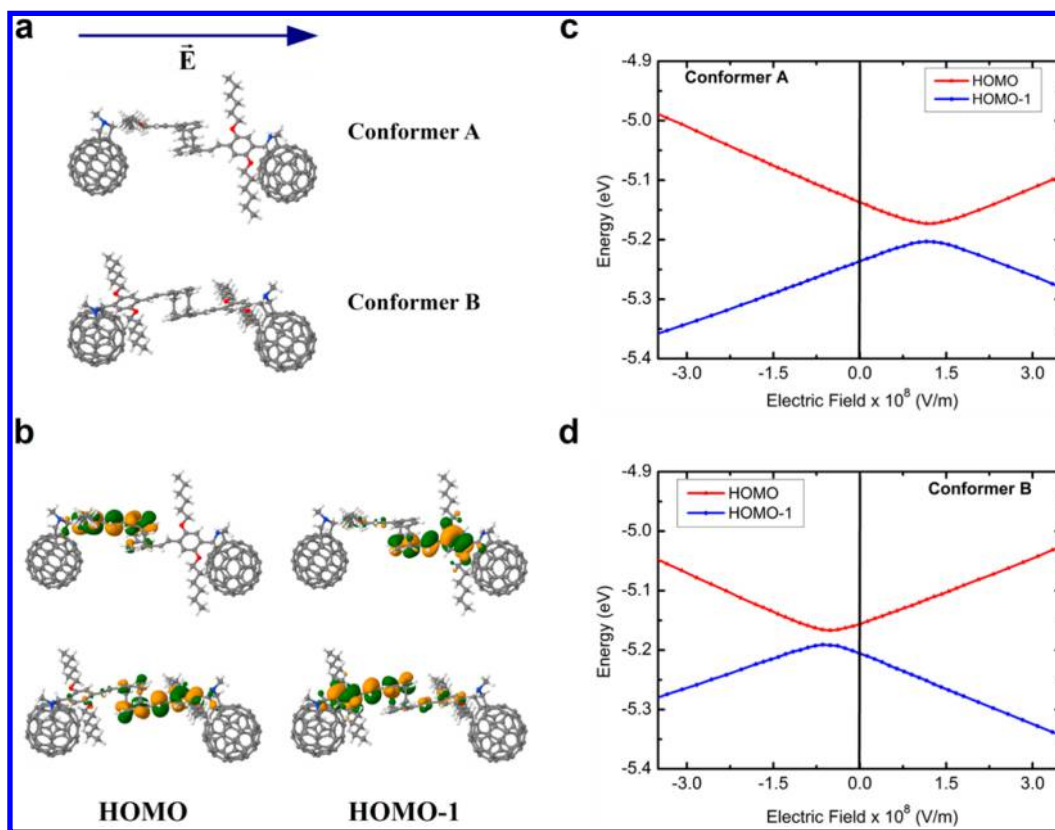 a
E
Conformer A
Conformer B
b
HOMO
HOMO-1
c
Conformer A
HOMO
HOMO-1
-4.9
-5.0
-5.1
-5.2
-5.3
-5.4
Energy (eV)
-3.0 -1.5 0.0 1.5 3.0
Electric Field x 10⁸ (V/m)
d
HOMO
HOMO-1
Conformer B
-4.9
-5.0
-5.1
-5.2
-5.3
-5.4
Energy (eV)
-3.0 -1.5 0.0 1.5 3.0
Electric Field x 10⁸ (V/m)